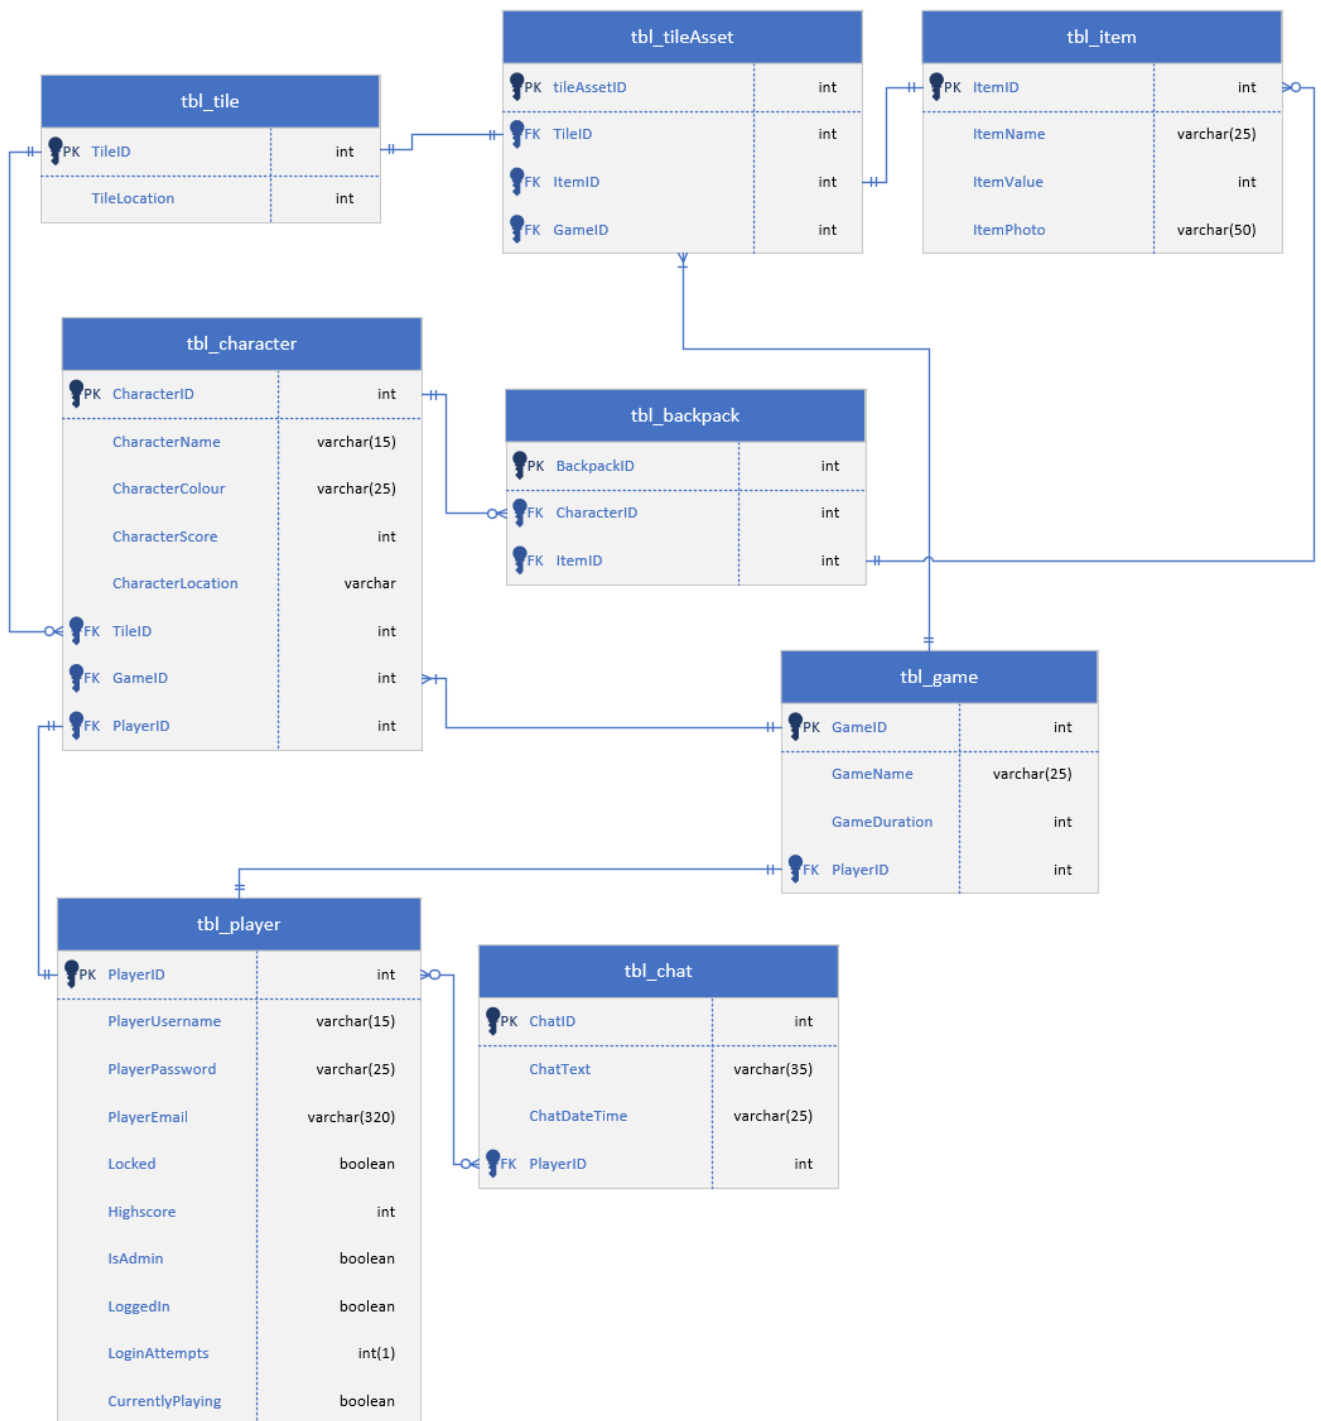 tbl_tileAsset
PK tileAssetID int
FK TileID int
FK ItemID int
FK GameID int
tbl_item
PK ItemID int
ItemName varchar(25)
ItemValue int
ItemPhoto varchar(50)
tbl_tile
PK TileID int
TileLocation int
tbl_character
PK CharacterID int
CharacterName varchar(15)
CharacterColour varchar(25)
CharacterScore int
CharacterLocation varchar
FK TileID int
FK GameID int
FK PlayerID int
tbl_backpack
PK BackpackID int
FK CharacterID int
FK ItemID int
tbl_game
PK GameID int
GameName varchar(25)
GameDuration int
FK PlayerID int
tbl_player
PK PlayerID int
PlayerUsername varchar(15)
PlayerPassword varchar(25)
PlayerEmail varchar(320)
Locked boolean
Highscore int
IsAdmin boolean
LoggedIn boolean
LoginAttempts int(1)
CurrentlyPlaying boolean
tbl_chat
PK ChatID int
ChatText varchar(35)
ChatDateTime varchar(25)
FK PlayerID int